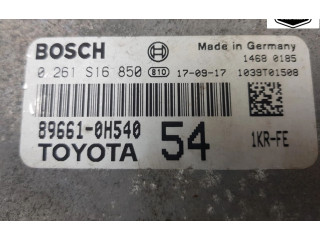 BOSCH
Made in Germany
1468 0185
0 261 S16 850 810 17-09-17 1039T01508
89661-0H540
TOYOTA 54 1KR-FE